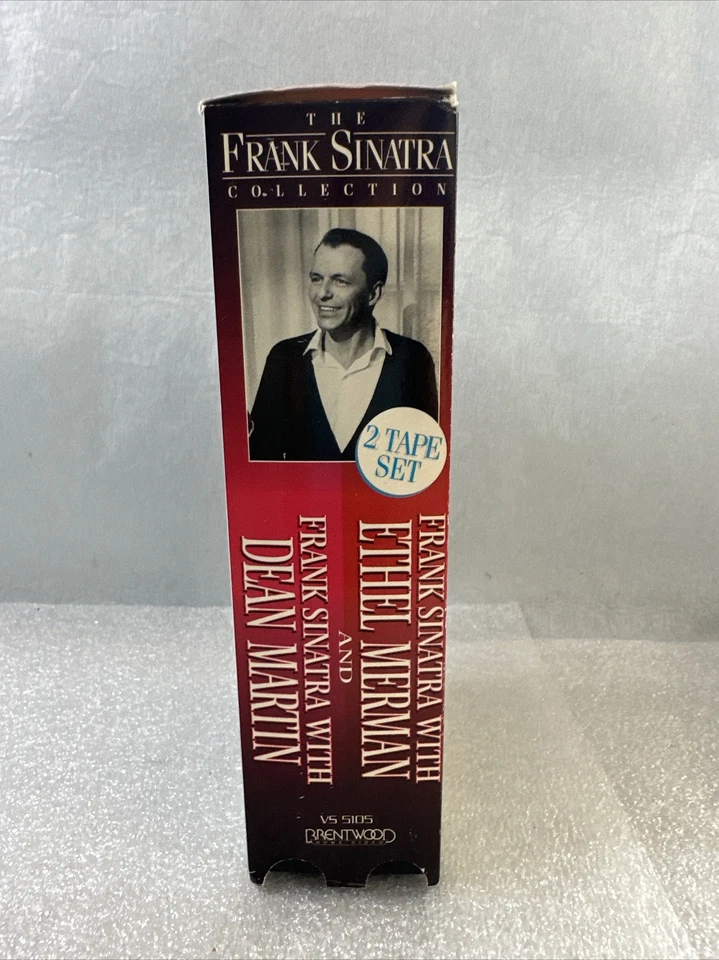 THE
FRANK SINATRA
COLLECTION
2 TAPE
SET
FRANK SINATRA WITH
ETHEL MERMAN
AND
FRANK SINATRA WITH
DEAN MARTIN
VS 5105
BRENTWOOD
HOME VIDEO